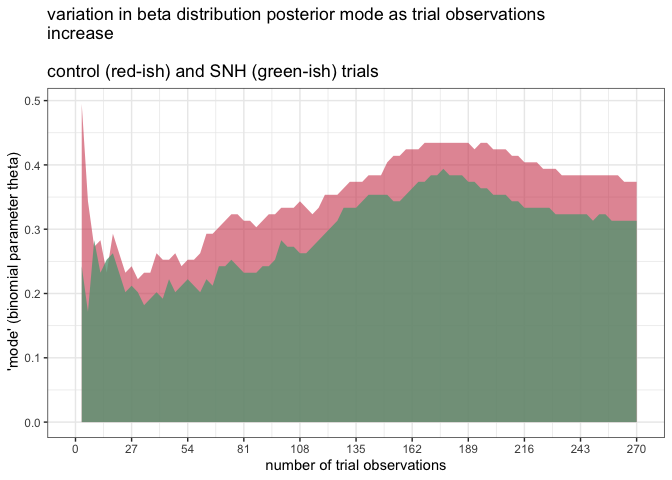 variation in beta distribution posterior mode as trial observations
increase
control (red-ish) and SNH (green-ish) trials
'mode' (binomial parameter theta)
0.5
0.4
0.3
0.2
0.1
0.0
0 27 54 81 108 135 162 189 216 243 270
number of trial observations